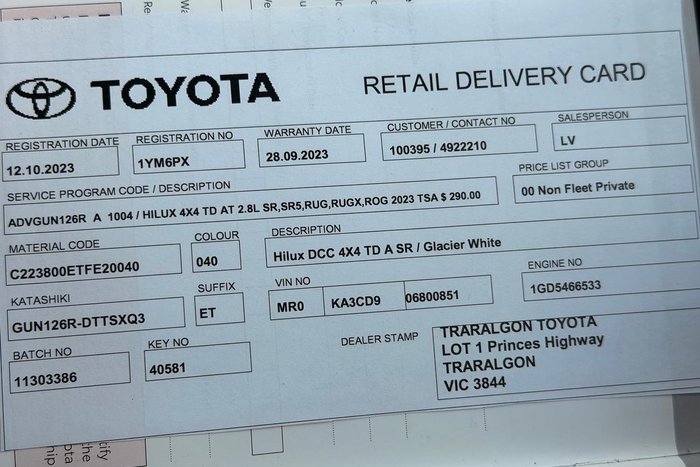 TOYOTA
RETAIL DELIVERY CARD
REGISTRATION DATE
12.10.2023
REGISTRATION NO
1YM6PX
WARRANTY DATE
28.09.2023
CUSTOMER / CONTACT NO
100395 / 4922210
SALESPERSON
LV
SERVICE PROGRAM CODE / DESCRIPTION
ADVGUN126R A 1004 / HILUX 4X4 TD AT 2.8L SR,SR5,RUG,RUGX,ROG 2023 TSA $ 290.00
PRICE LIST GROUP
00 Non Fleet Private
MATERIAL CODE
C223800ETFE20040
COLOUR
040
DESCRIPTION
Hilux DCC 4X4 TD A SR / Glacier White
KATASHIKI
GUN126R-DTTSXQ3
SUFFIX
ET
VIN NO
MR0 KA3CD9 06800851
ENGINE NO
1GD5466533
BATCH NO
11303386
KEY NO
40581
DEALER STAMP
TRARALGON TOYOTA
LOT 1 Princes Highway
TRARALGON
VIC 3844